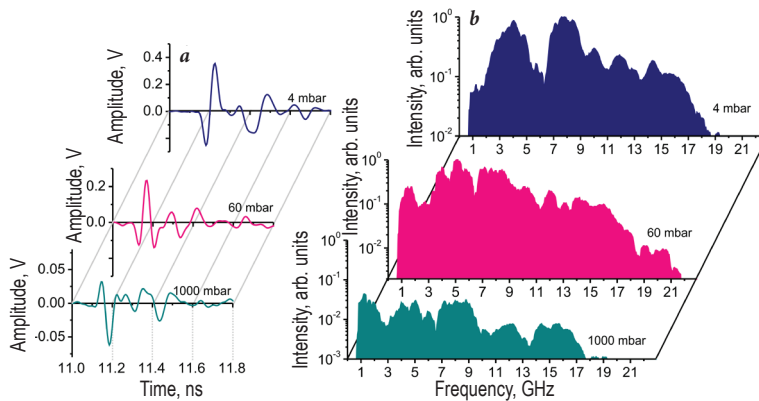 a
Amplitude, V
0.4
0.2
0.0
4 mbar
Amplitude, V
0.2
0.0
60 mbar
Amplitude, V
0.05
0.00
-0.05
1000 mbar
11.0 11.2 11.4 11.6 11.8
Time, ns
b
Intensity, arb. units
10^0
10^-1
10^-2
4 mbar
1 3 5 7 9 11 13 15 17 19 21
Intensity, arb. units
10^0
10^-1
10^-2
60 mbar
1 3 5 7 9 11 13 15 17 19 21
Intensity, arb. units
10^0
10^-1
10^-2
10^-3
1000 mbar
1 3 5 7 9 11 13 15 17 19 21
Frequency, GHz